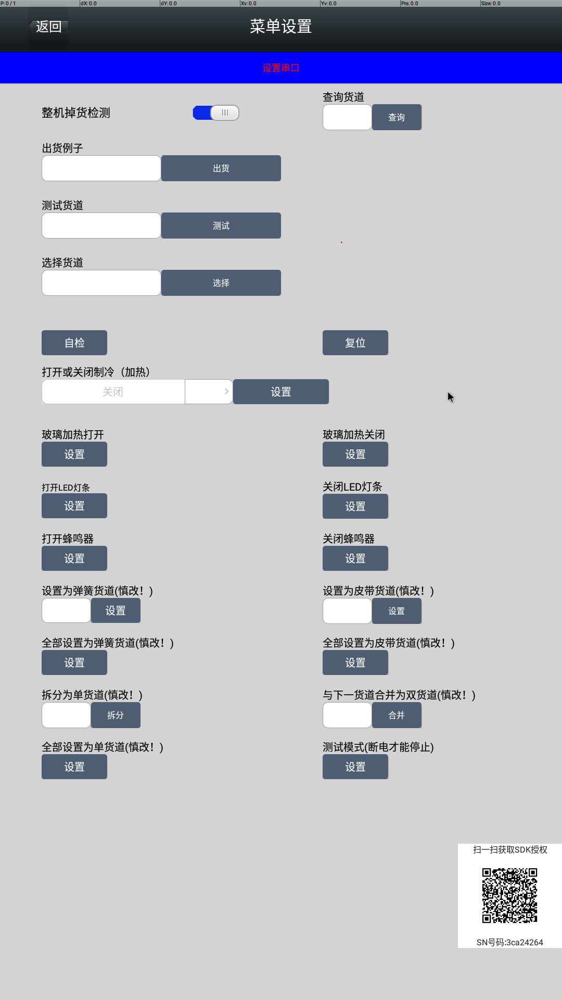 P: 0 / 1 dX: 0.0 dY: 0.0 Xv: 0.0 Yv: 0.0 Prs: 0.0 Size: 0.0
返回 菜单设置
设置串口
查询货道
整机掉货检测
查询
出货例子
出货
测试货道
测试
选择货道
选择
自检 复位
打开或关闭制冷（加热）
关闭 设置
玻璃加热打开 玻璃加热关闭
设置 设置
打开LED灯条 关闭LED灯条
设置 设置
打开蜂鸣器 关闭蜂鸣器
设置 设置
设置为弹簧货道(慎改！) 设置为皮带货道(慎改！)
设置 设置
全部设置为弹簧货道(慎改！) 全部设置为皮带货道(慎改！)
设置 设置
拆分为单货道(慎改！) 与下一货道合并为双货道(慎改！)
拆分 合并
全部设置为单货道(慎改！) 测试模式(断电才能停止)
设置 设置
扫一扫获取SDK授权
SN号码:3ca24264